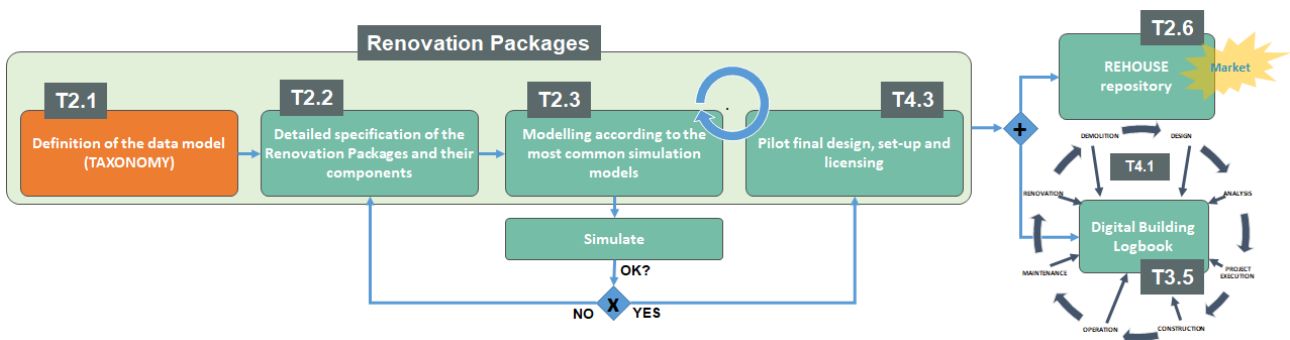 Renovation Packages
T2.1
Definition of the data model
(TAXONOMY)
T2.2
Detailed specification of the
Renovation Packages and their
components
T2.3
Modelling according to the
most common simulation
models
T4.3
Pilot final design, set-up and
licensing
Simulate
OK?
X
NO
YES
+
T2.6
REHOUSE
repository
Market
DEMOLITION
DESIGN
T4.1
RENOVATION
ANALYSIS
Digital Building
Logbook
MAINTENANCE
T3.5
PROJECT
EXECUTION
OPERATION
CONSTRUCTION